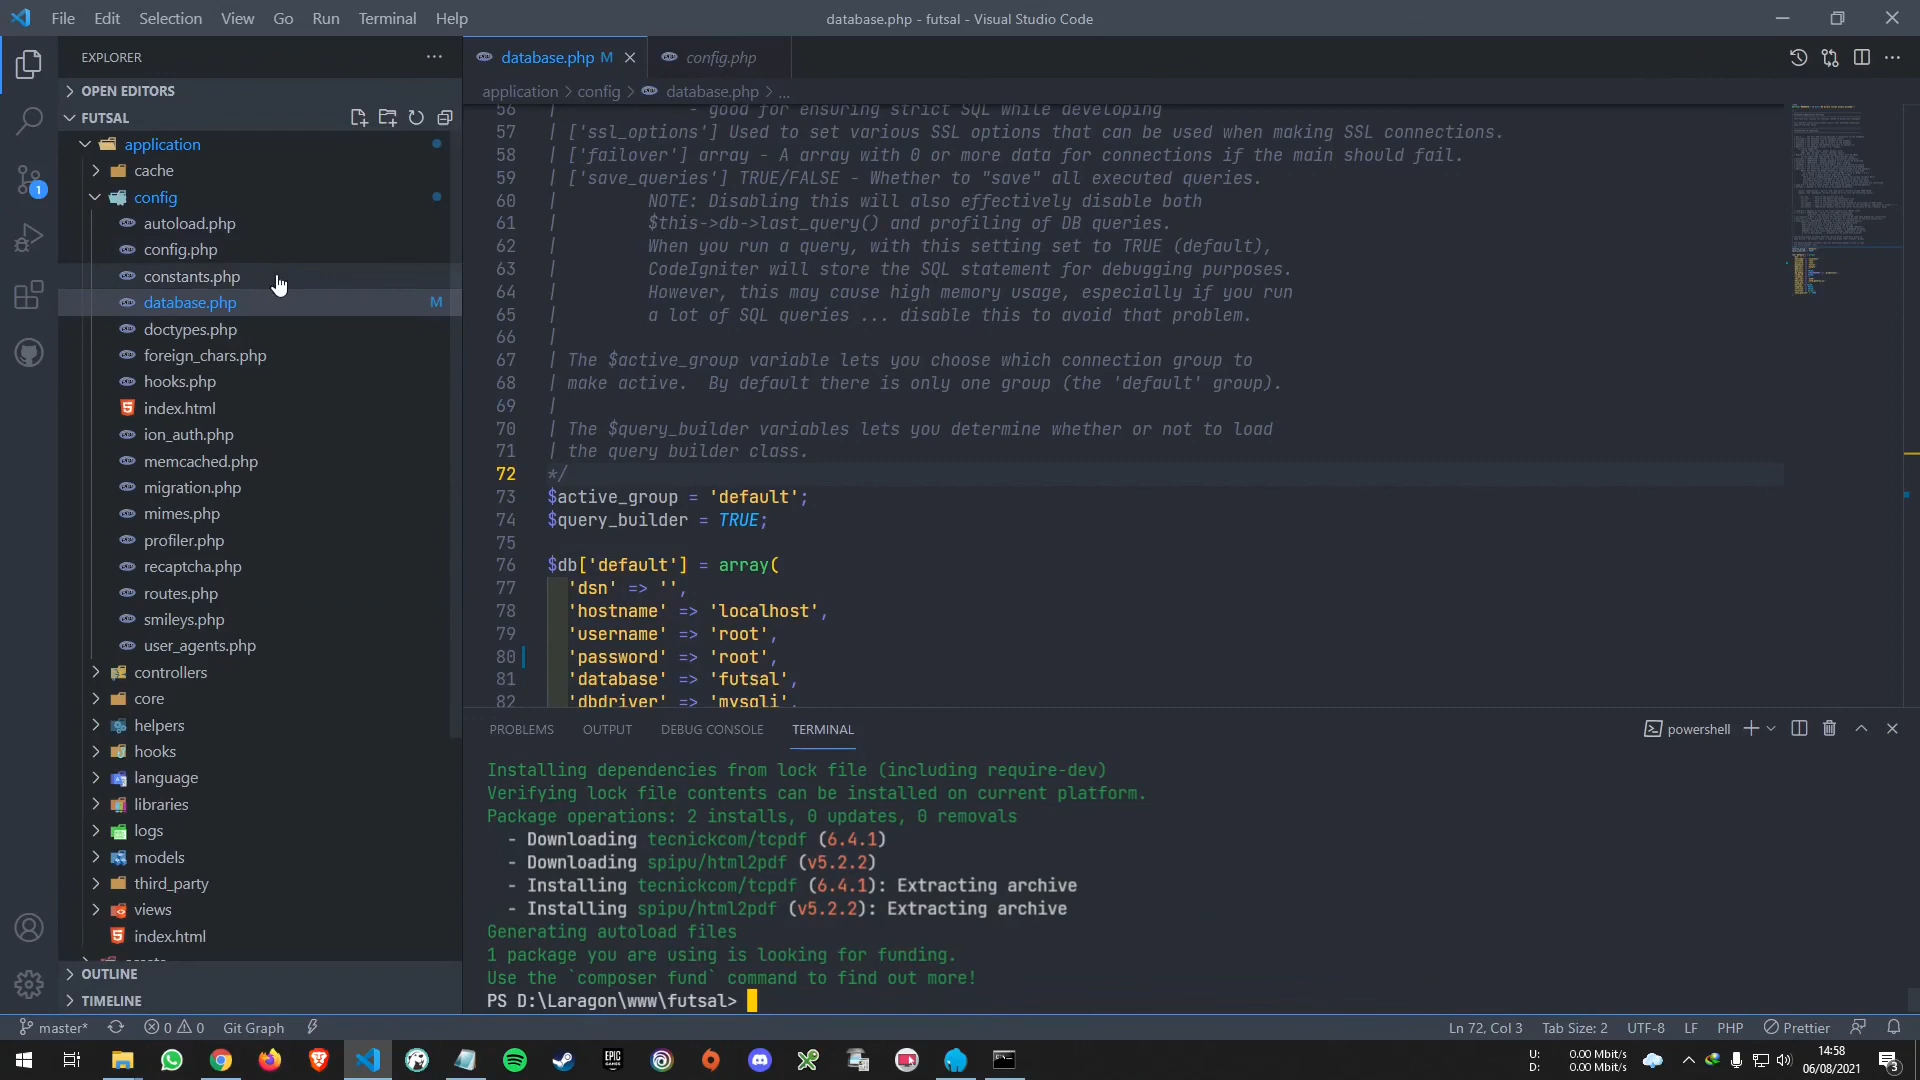 File Edit Selection View Go Run Terminal Help
database.php - futsal - Visual Studio Code
EXPLORER
OPEN EDITORS
FUTSAL
application
cache
config
autoload.php
config.php
constants.php
database.php M
doctypes.php
foreign_chars.php
hooks.php
index.html
ion_auth.php
memcached.php
migration.php
mimes.php
profiler.php
recaptcha.php
routes.php
smileys.php
user_agents.php
controllers
core
helpers
hooks
language
libraries
logs
models
third_party
views
index.html
OUTLINE
TIMELINE
1
database.php M
config.php
application > config > database.php > ...
56 | - good for ensuring strict SQL while developing
57 | ['ssl_options'] Used to set various SSL options that can be used when making SSL connections.
58 | ['failover'] array - A array with 0 or more data for connections if the main should fail.
59 | ['save_queries'] TRUE/FALSE - Whether to "save" all executed queries.
60 | NOTE: Disabling this will also effectively disable both
61 | $this->db->last_query() and profiling of DB queries.
62 | When you run a query, with this setting set to TRUE (default),
63 | CodeIgniter will store the SQL statement for debugging purposes.
64 | However, this may cause high memory usage, especially if you run
65 | a lot of SQL queries ... disable this to avoid that problem.
66 |
67 | The $active_group variable lets you choose which connection group to
68 | make active. By default there is only one group (the 'default' group).
69 |
70 | The $query_builder variables lets you determine whether or not to load
71 | the query builder class.
72 */
73 $active_group = 'default';
74 $query_builder = TRUE;
75
76 $db['default'] = array(
77 'dsn' => '',
78 'hostname' => 'localhost',
79 'username' => 'root',
80 'password' => 'root',
81 'database' => 'futsal',
82 'dbdriver' => 'mysqli',
PROBLEMS OUTPUT DEBUG CONSOLE TERMINAL
powershell
Installing dependencies from lock file (including require-dev)
Verifying lock file contents can be installed on current platform.
Package operations: 2 installs, 0 updates, 0 removals
- Downloading tecnickcom/tcpdf (6.4.1)
- Downloading spipu/html2pdf (v5.2.2)
- Installing tecnickcom/tcpdf (6.4.1): Extracting archive
- Installing spipu/html2pdf (v5.2.2): Extracting archive
Generating autoload files
1 package you are using is looking for funding.
Use the `composer fund` command to find out more!
PS D:\Laragon\www\futsal>
master* 0 0 Git Graph
Ln 72, Col 3 Tab Size: 2 UTF-8 LF PHP Prettier
EPIC GAMES
U: 0.00 Mbit/s
D: 0.00 Mbit/s
14:58
06/08/2021
3